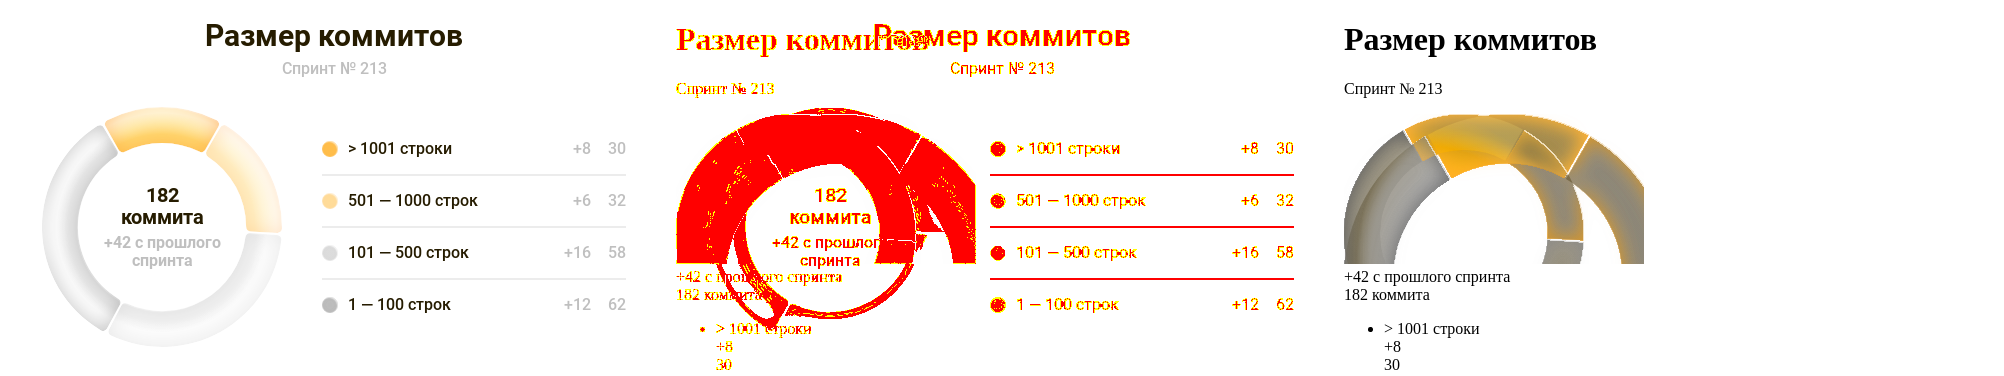 Размер коммитов
Спринт № 213
182
коммита
+42 с прошлого
спринта
> 1001 строки +8 30
501 — 1000 строк +6 32
101 — 500 строк +16 58
1 — 100 строк +12 62
Размер коммитов
Размер коммитов
Спринт № 213
Спринт № 213
182
коммита
+42 с прошлого
спринта
+42 с прошлого спринта
182 коммита
> 1001 строки
+8
30
> 1001 строки +8 30
501 — 1000 строк +6 32
101 — 500 строк +16 58
1 — 100 строк +12 62
Размер коммитов
Спринт № 213
+42 с прошлого спринта
182 коммита
> 1001 строки
+8
30